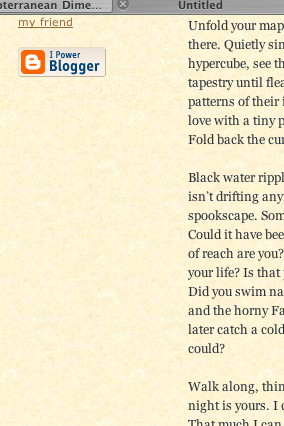 pterranean Dime...
Untitled
my friend
I Power
Blogger
Unfold your map
there. Quietly sin
hypercube, see th
tapestry until flea
patterns of their i
love with a tiny p
Fold back the cur
Black water rippl
isn't drifting any
spookscape. Som
Could it have bee
of reach are you?
your life? Is that
Did you swim na
and the horny Fa
later catch a cold
could?
Walk along, thin
night is yours. I c
That much I can